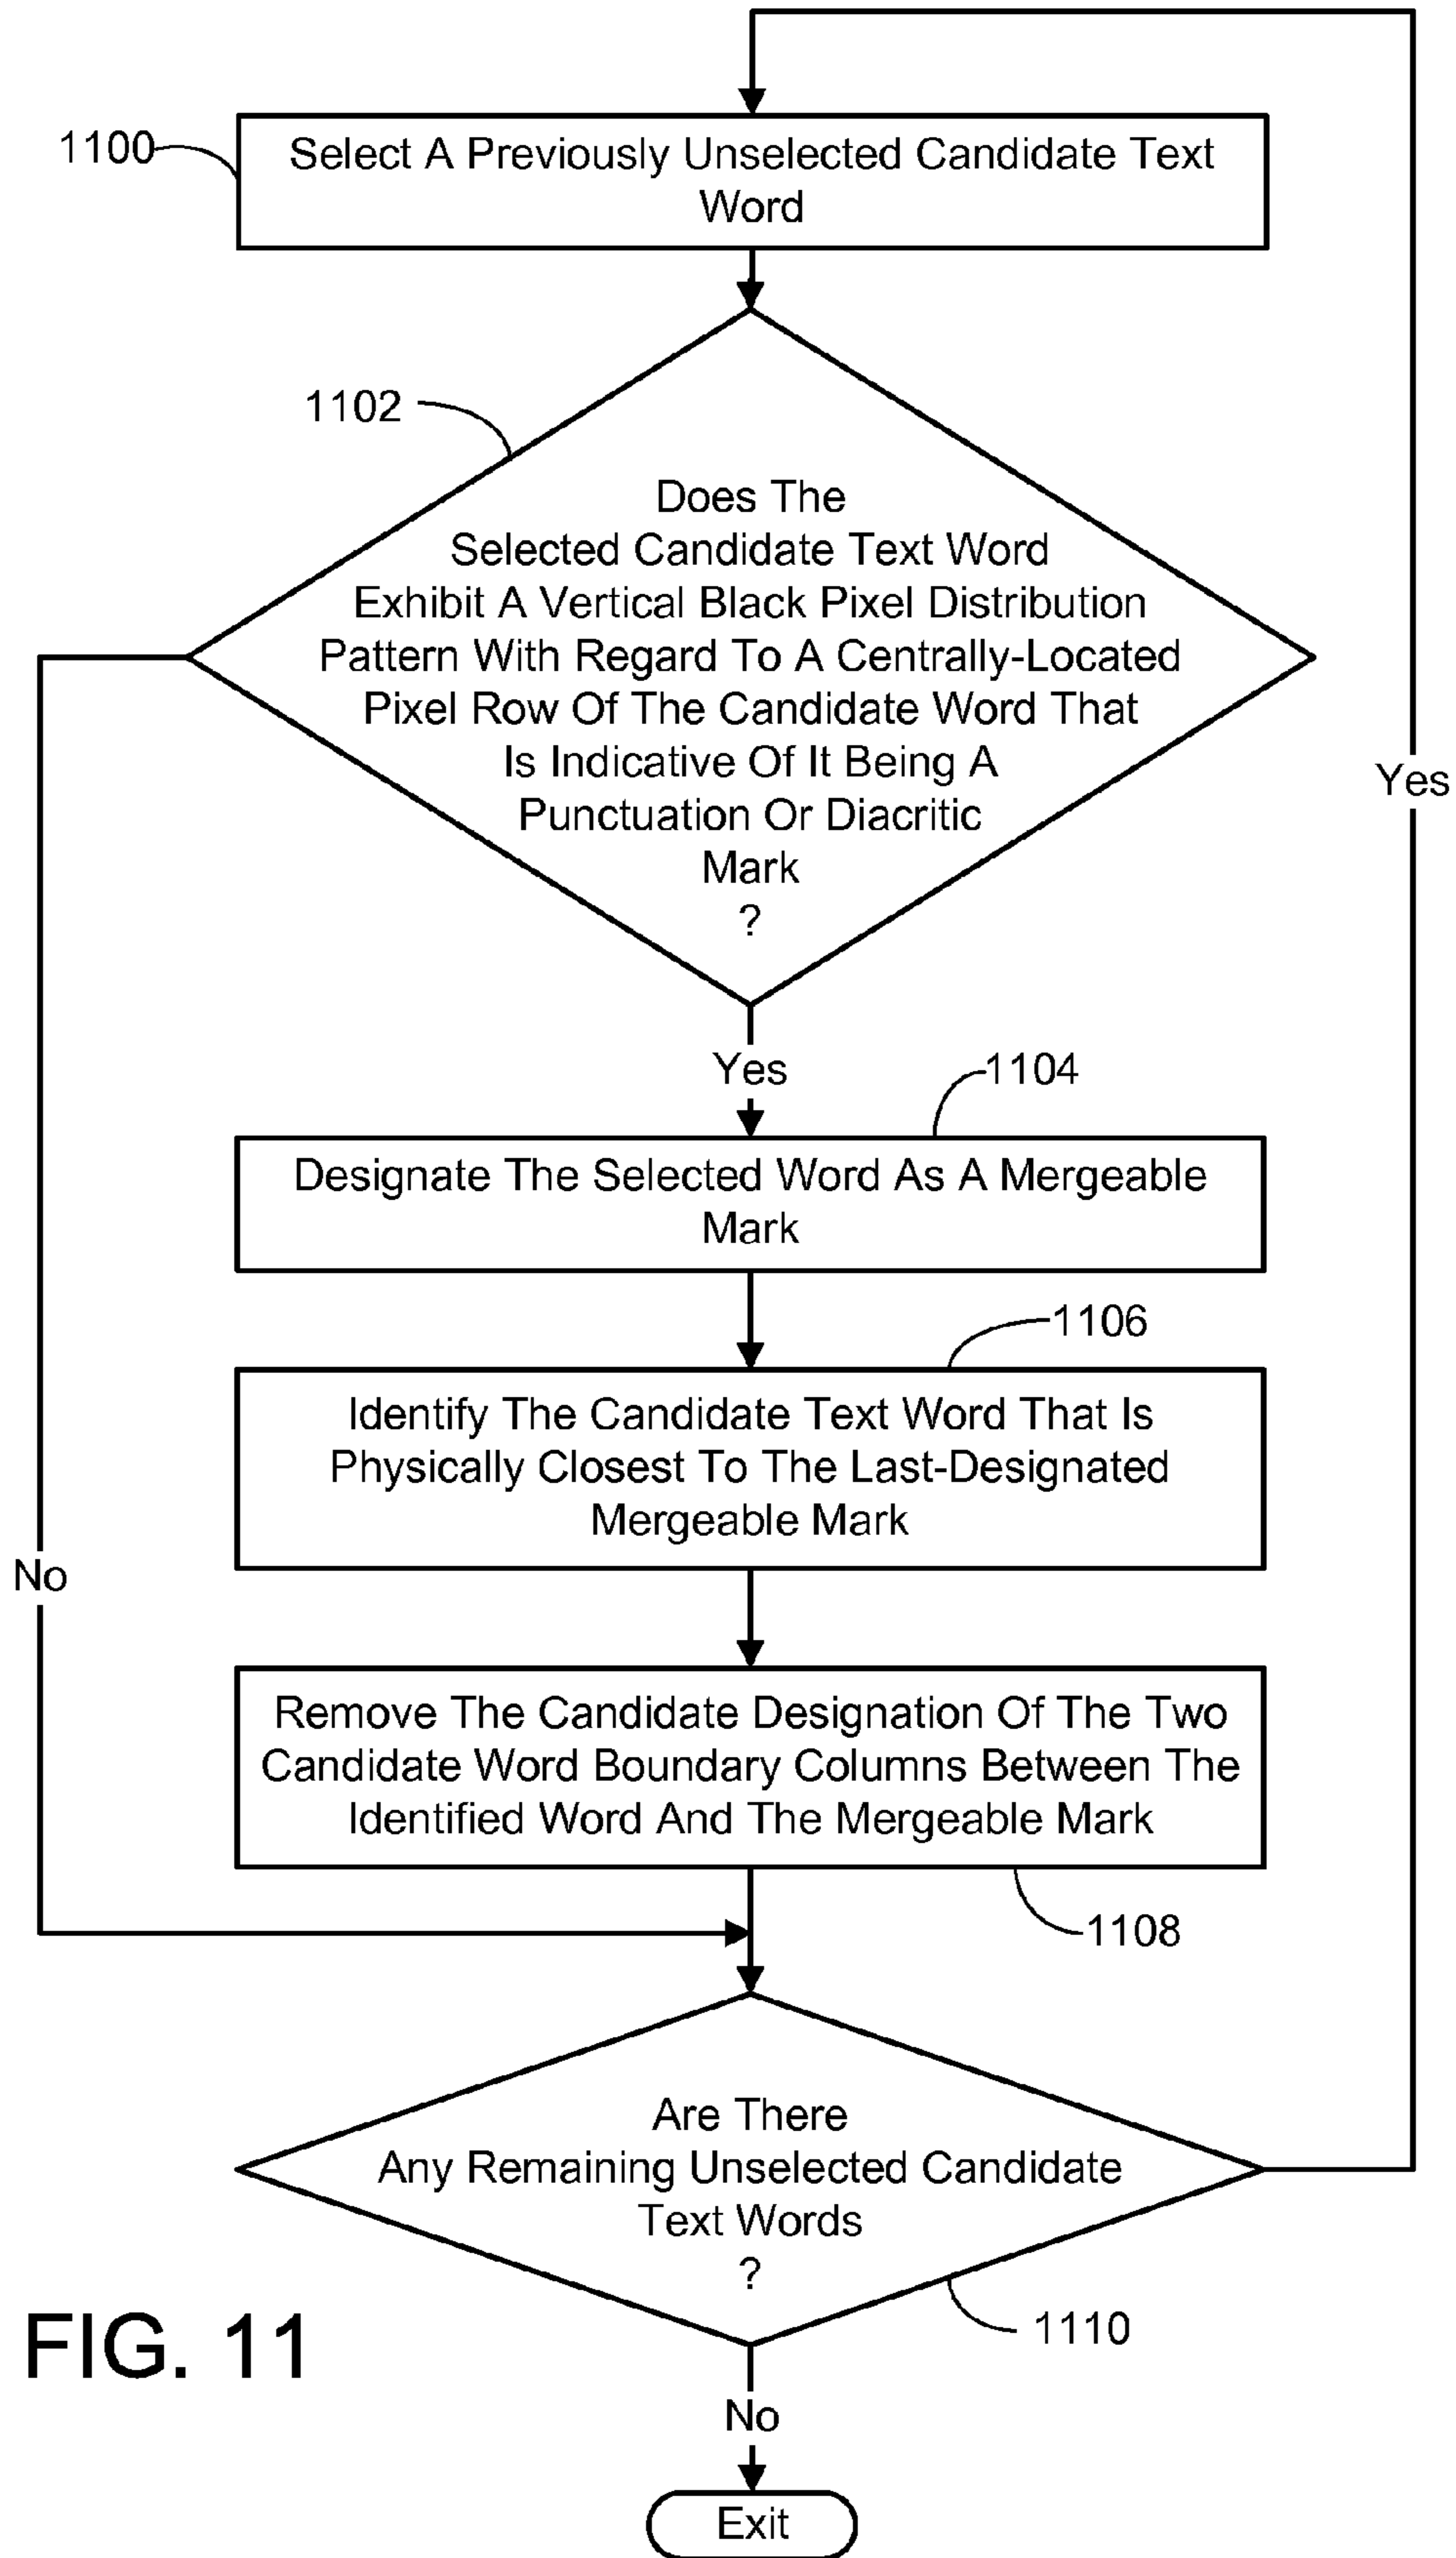 1100
Select A Previously Unselected Candidate Text
Word
1102
Does The
Selected Candidate Text Word
Exhibit A Vertical Black Pixel Distribution
Pattern With Regard To A Centrally-Located
Pixel Row Of The Candidate Word That
Is Indicative Of It Being A
Punctuation Or Diacritic
Mark
?
Yes
Yes
1104
Designate The Selected Word As A Mergeable
Mark
1106
Identify The Candidate Text Word That Is
Physically Closest To The Last-Designated
Mergeable Mark
No
Remove The Candidate Designation Of The Two
Candidate Word Boundary Columns Between The
Identified Word And The Mergeable Mark
1108
Are There
Any Remaining Unselected Candidate
Text Words
?
1110
FIG. 11
No
Exit